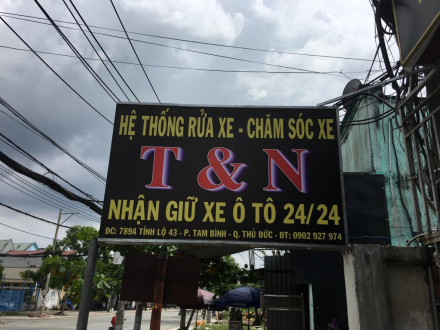 HỆ THỐNG RỬA XE - CHĂM SÓC XE
T & N
NHẬN GIỮ XE Ô TÔ 24/24
ĐC: 789A TỈNH LỘ 43 - P. TAM BÌNH - Q. THỦ ĐỨC - ĐT: 0902 927 974